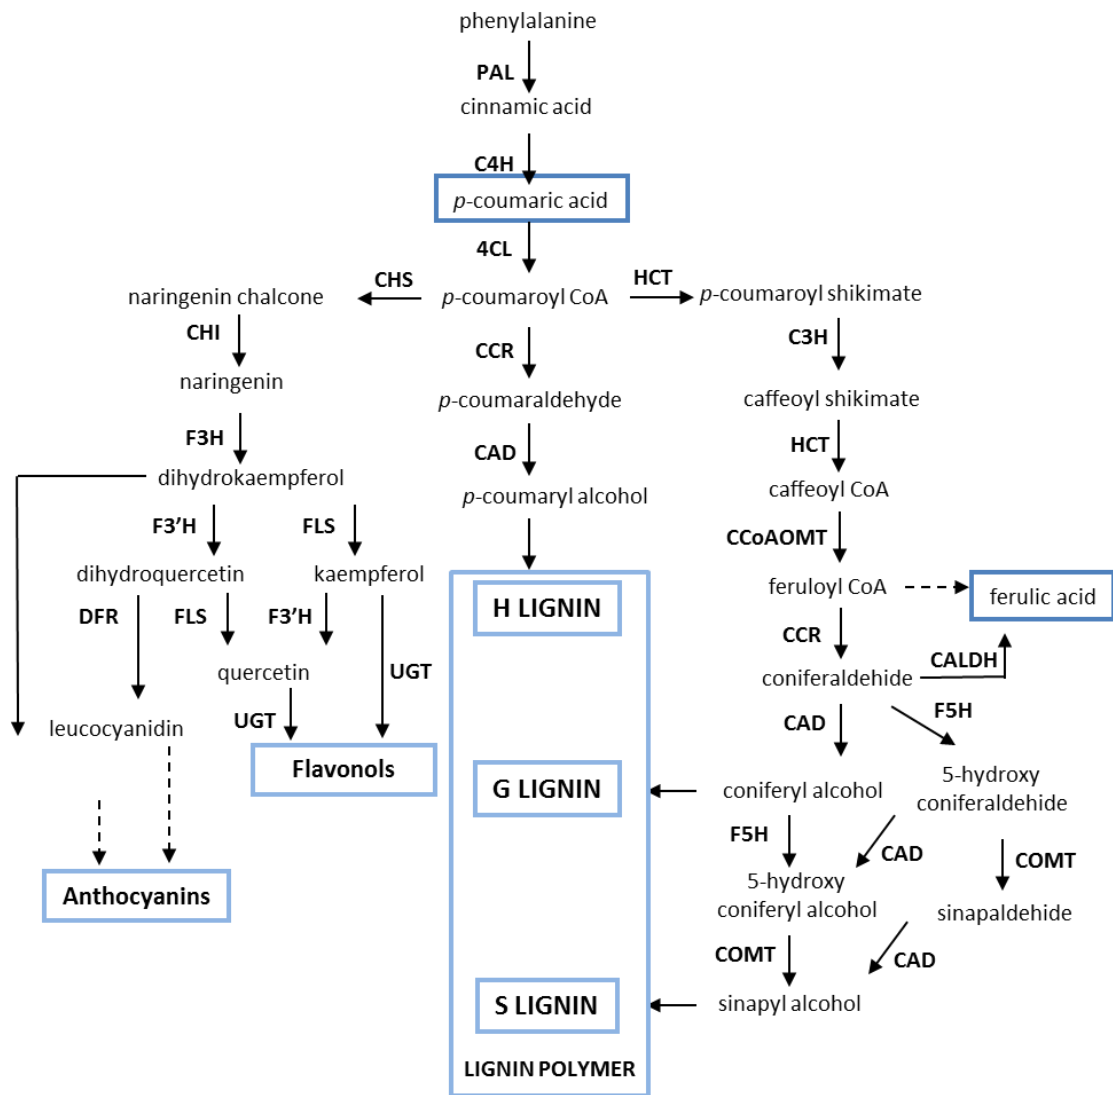 phenylalanine
PAL
cinnamic acid
C4H
p-coumaric acid
4CL
CHS
HCT
naringenin chalcone
p-coumaroyl CoA
p-coumaroyl shikimate
CHI
CCR
C3H
naringenin
p-coumaraldehyde
caffeoyl shikimate
F3H
CAD
HCT
dihydrokaempferol
p-coumaryl alcohol
caffeoyl CoA
F3’H
FLS
CCoAOMT
dihydroquercetin
kaempferol
H LIGNIN
feruloyl CoA
ferulic acid
DFR
FLS
F3’H
CCR
quercetin
UGT
coniferaldehide
CALDH
leucocyanidin
UGT
CAD
F5H
Flavonols
G LIGNIN
coniferyl alcohol
5-hydroxy
coniferaldehide
F5H
CAD
COMT
Anthocyanins
5-hydroxy
coniferyl alcohol
sinapaldehide
COMT
CAD
S LIGNIN
sinapyl alcohol
LIGNIN POLYMER